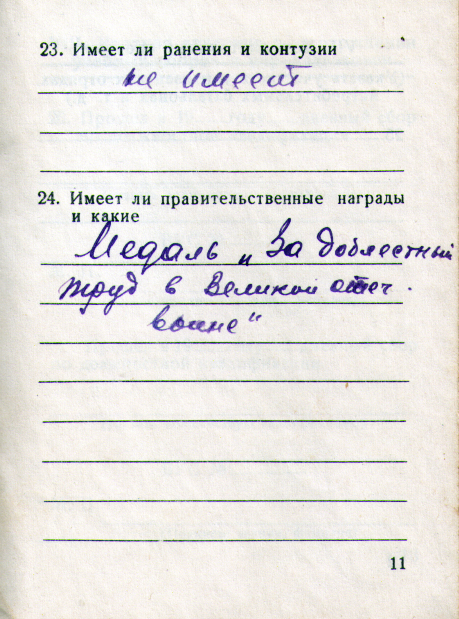 23. Имеет ли ранения и контузии
не имеет
24. Имеет ли правительственные награды
и какие
Медаль „За доблестный
труд в Великой отеч.
войне"
11